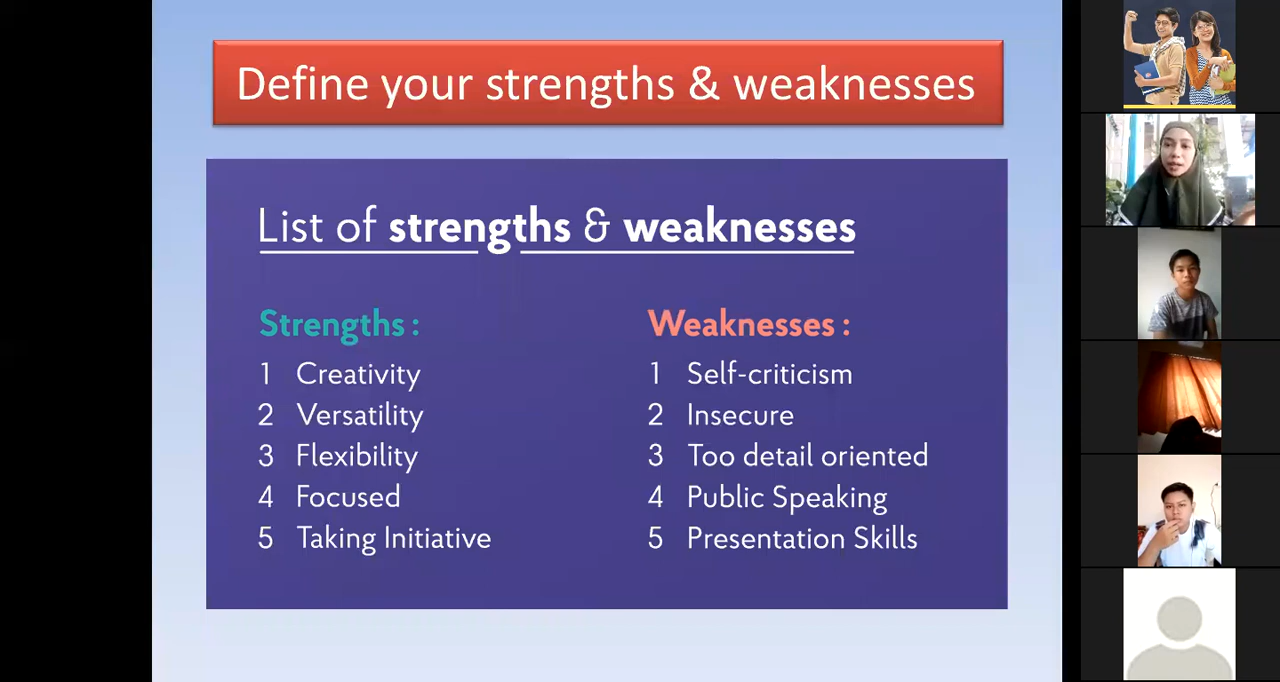 Define your strengths & weaknesses
List of strengths & weaknesses
Strengths :
1 Creativity
2 Versatility
3 Flexibility
4 Focused
5 Taking Initiative
Weaknesses :
1 Self-criticism
2 Insecure
3 Too detail oriented
4 Public Speaking
5 Presentation Skills